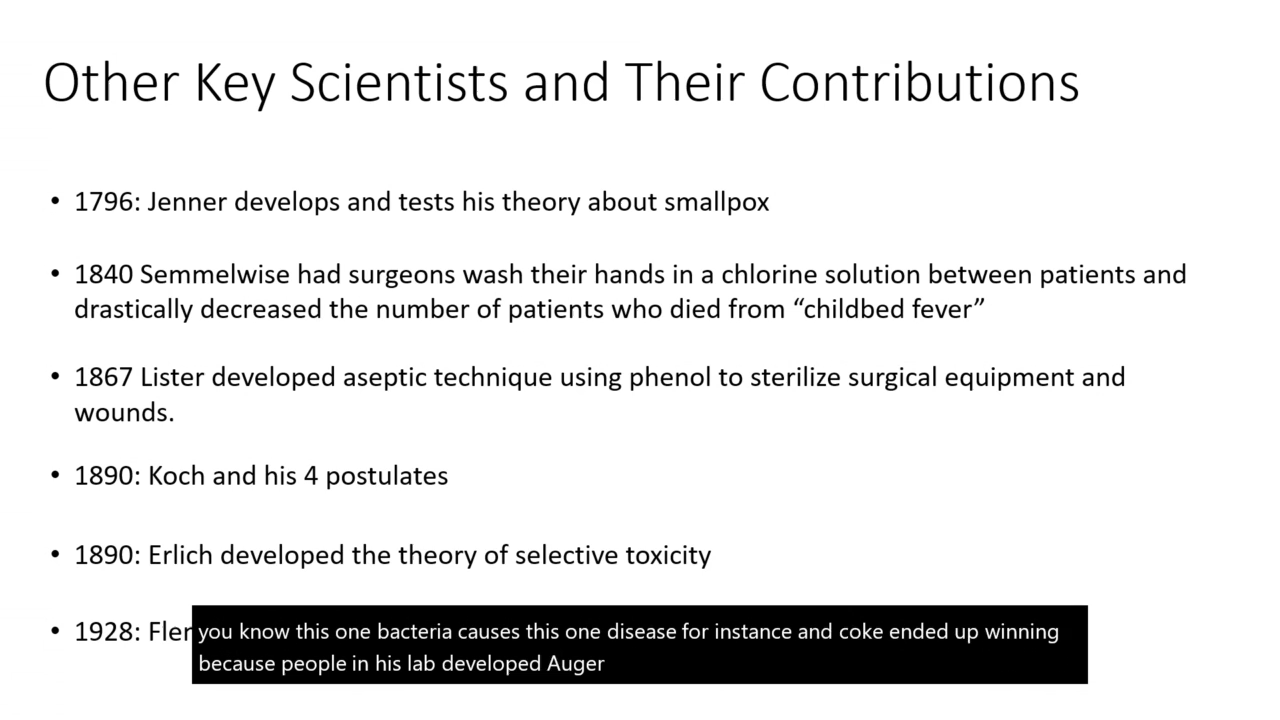 Other Key Scientists and Their Contributions
• 1796: Jenner develops and tests his theory about smallpox
• 1840 Semmelwise had surgeons wash their hands in a chlorine solution between patients and
drastically decreased the number of patients who died from “childbed fever”
• 1867 Lister developed aseptic technique using phenol to sterilize surgical equipment and
wounds.
• 1890: Koch and his 4 postulates
• 1890: Erlich developed the theory of selective toxicity
• 1928:
you know this one bacteria causes this one disease for instance and coke ended up winning
because people in his lab developed Auger